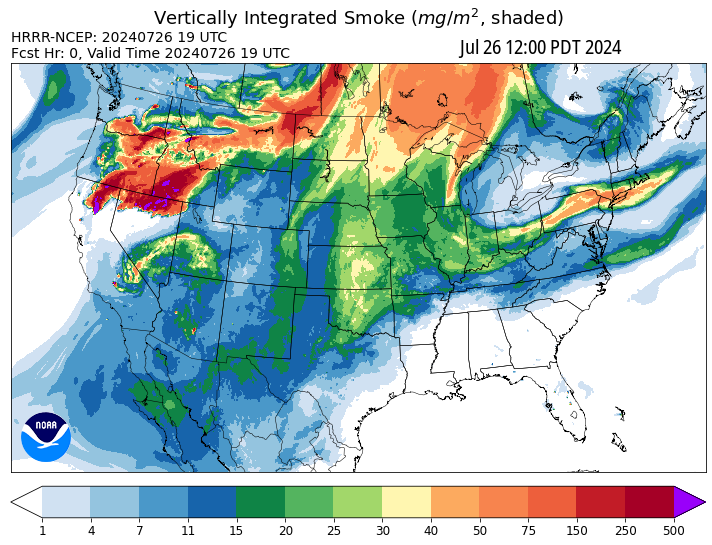 Vertically Integrated Smoke (mg/m², shaded)
HRRR-NCEP: 20240726 19 UTC
Fcst Hr: 0, Valid Time 20240726 19 UTC
Jul 26 12:00 PDT 2024
NOAA
1 4 7 11 15 20 25 30 40 50 75 150 250 500